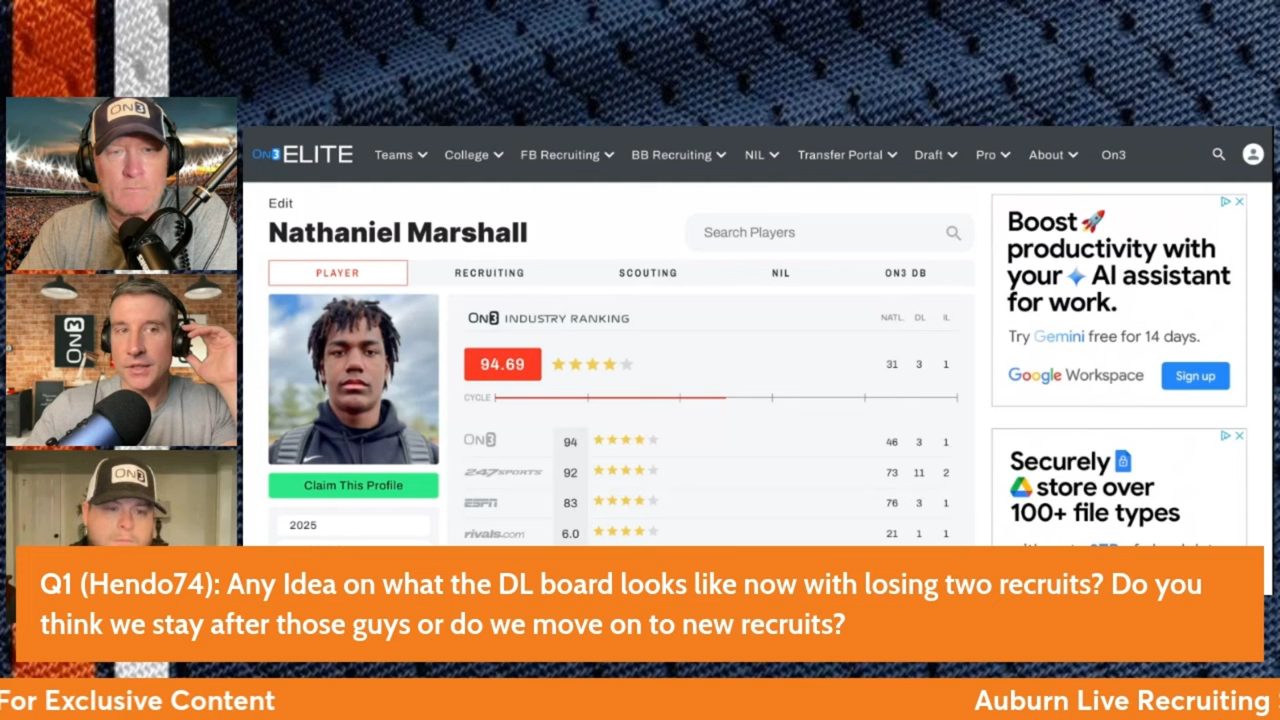 ON3
ON3
ON3
ON3 ELITE Teams College FB Recruiting BB Recruiting NIL Transfer Portal Draft Pro About On3
Edit
Nathaniel Marshall
Search Players
PLAYER RECRUITING SCOUTING NIL ON3 DB
ON3 INDUSTRY RANKING NATL. DL IL
94.69 31 3 1
CYCLE
ON3 94 46 3 1
247SPORTS 92 73 11 2
ESPN 83 76 3 1
rivals.com 6.0 21 1 1
Claim This Profile
2025
Boost
productivity with
your AI assistant
for work.
Try Gemini free for 14 days.
Google Workspace Sign up
Securely
store over
100+ file types
Q1 (Hendo74): Any Idea on what the DL board looks like now with losing two recruits? Do you
think we stay after those guys or do we move on to new recruits?
For Exclusive Content Auburn Live Recruiting